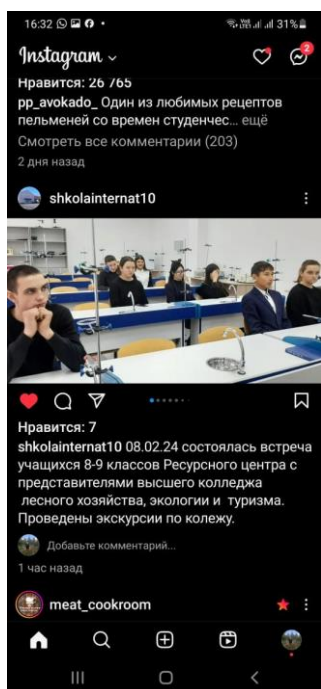 16:32
31%
Instagram
2
Нравится: 26 765
pp_avokado_ Один из любимых рецептов
пельменей со времен студенчес... ещё
Смотреть все комментарии (203)
2 дня назад
shkolainternat10
Нравится: 7
shkolainternat10 08.02.24 состоялась встреча
учащихся 8-9 классов Ресурсного центра с
представителями высшего колледжа
лесного хозяйства, экологии и туризма.
Проведены экскурсии по колежу.
Добавьте комментарий...
1 час назад
meat_cookroom